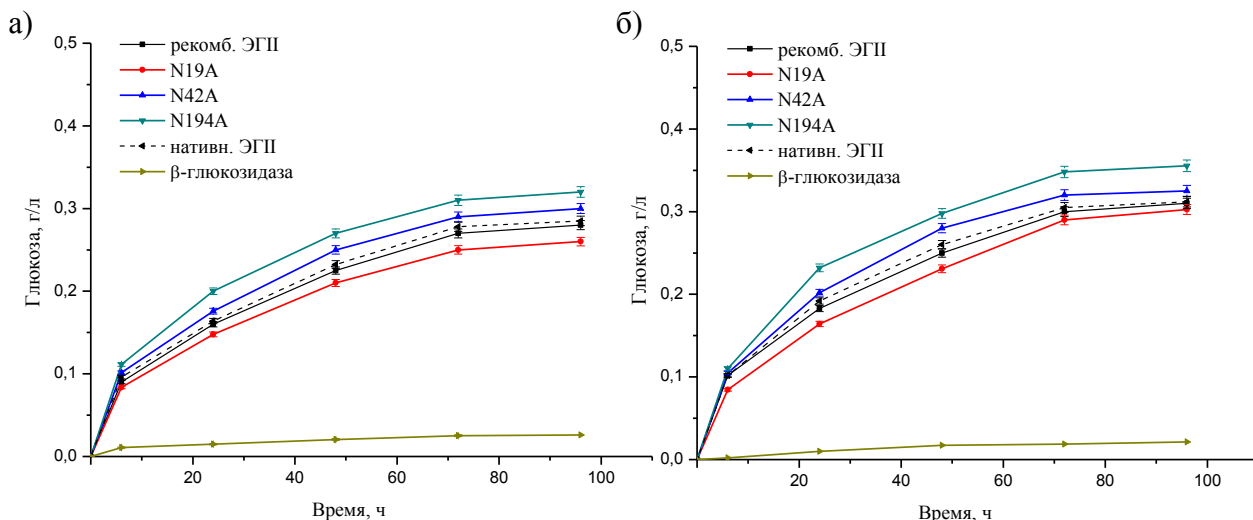 а)
0,5
0,4
0,3
0,2
0,1
0,0
Глюкоза, г/л
рекомб. ЭГII
N19A
N42A
N194A
нативн. ЭГII
β-глюкозидаза
20
40
60
80
100
Время, ч
б)
0,5
0,4
0,3
0,2
0,1
0,0
Глюкоза, г/л
рекомб. ЭГII
N19A
N42A
N194A
нативн. ЭГII
β-глюкозидаза
20
40
60
80
100
Время, ч